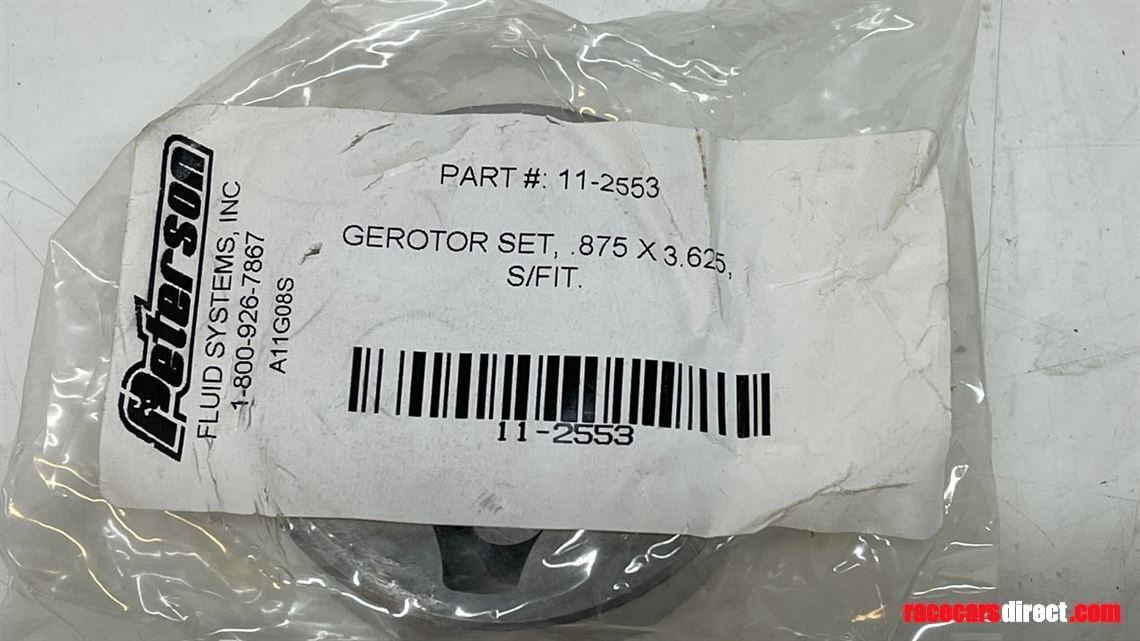 Peterson
FLUID SYSTEMS, INC
1-800-926-7867
A11G08S
PART #: 11-2553
GEROTOR SET, .875 X 3.625,
S/FIT.
11-2553
racecarsdirect.com